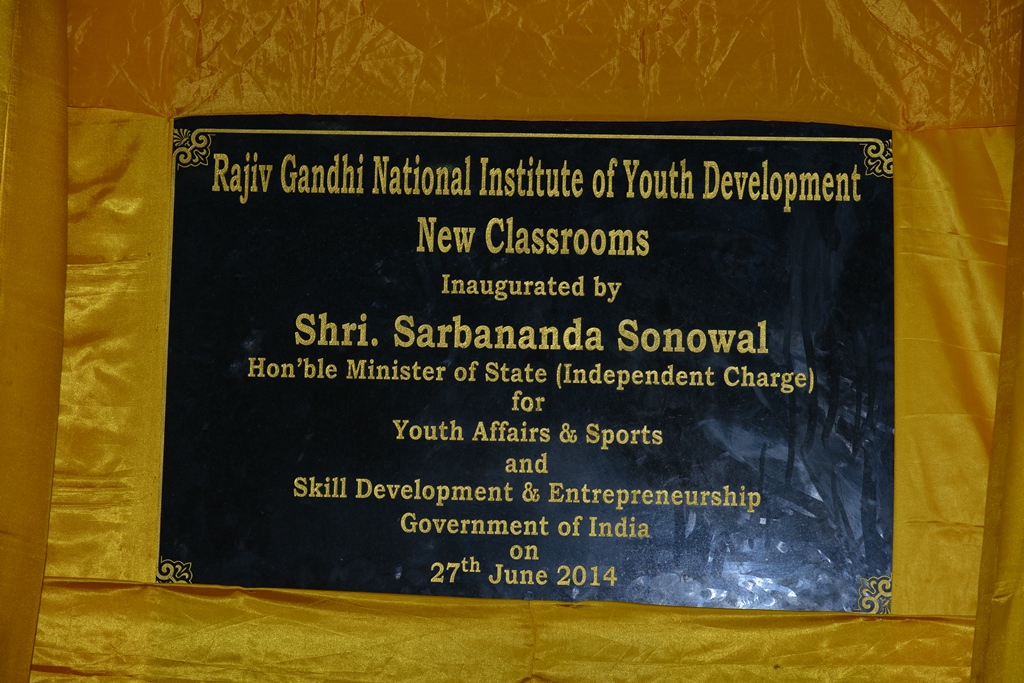 Rajiv Gandhi National Institute of Youth Development
New Classrooms
Inaugurated by
Shri. Sarbananda Sonowal
Hon'ble Minister of State (Independent Charge)
for
Youth Affairs & Sports
and
Skill Development & Entrepreneurship
Government of India
on
27th June 2014